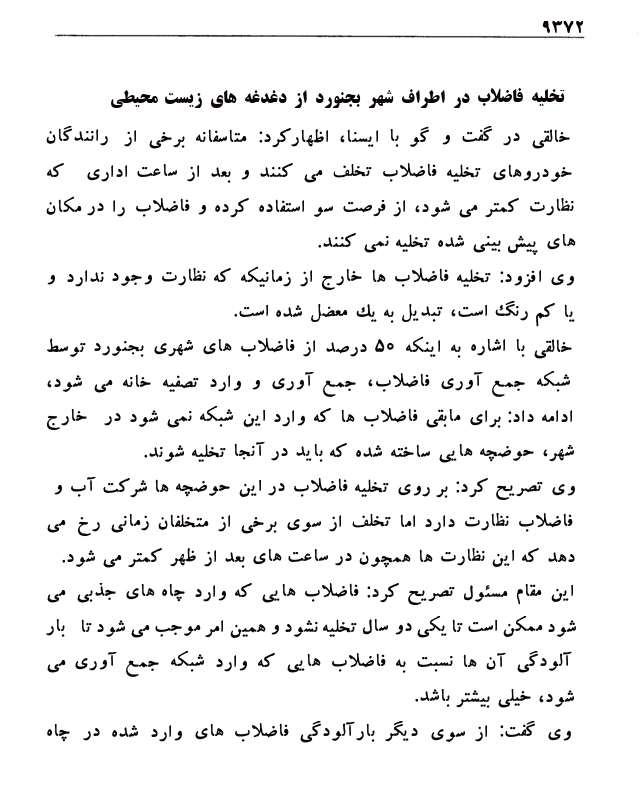 ۹۳۷۲
تخلیه فاضلاب در اطراف شهر بجنورد از دغدغه های زیست محیطی
خالقی در گفت و گو با ایسنا، اظهارکرد: متاسفانه برخی از رانندگان
خودروهای تخلیه فاضلاب تخلف می کنند و بعد از ساعت اداری که
نظارت کمتر می شود، از فرصت سو استفاده کرده و فاضلاب را در مکان
های پیش بینی شده تخلیه نمی کنند.
وی افزود: تخلیه فاضلاب ها خارج از زمانیکه که نظارت وجود ندارد و
یا کم رنگ است، تبدیل به یك معضل شده است.
خالقی با اشاره به اینکه ۵۰ درصد از فاضلاب های شهری بجنورد توسط
شبکه جمع آوری فاضلاب، جمع آوری و وارد تصفیه خانه می شود،
ادامه داد: برای مابقی فاضلاب ها که وارد این شبکه نمی شود در خارج
شهر، حوضچه هایی ساخته شده که باید در آنجا تخلیه شوند.
وی تصریح کرد: بر روی تخلیه فاضلاب در این حوضچه ها شرکت آب و
فاضلاب نظارت دارد اما تخلف از سوی برخی از متخلفان زمانی رخ می
دهد که این نظارت ها همچون در ساعت های بعد از ظهر کمتر می شود.
این مقام مسئول تصریح کرد: فاضلاب هایی که وارد چاه های جذبی می
شود ممکن است تا یکی دو سال تخلیه نشود و همین امر موجب می شود تا بار
آلودگی آن ها نسبت به فاضلاب هایی که وارد شبکه جمع آوری می
شود، خیلی بیشتر باشد.
وی گفت: از سوی دیگر بارآلودگی فاضلاب های وارد شده در چاه